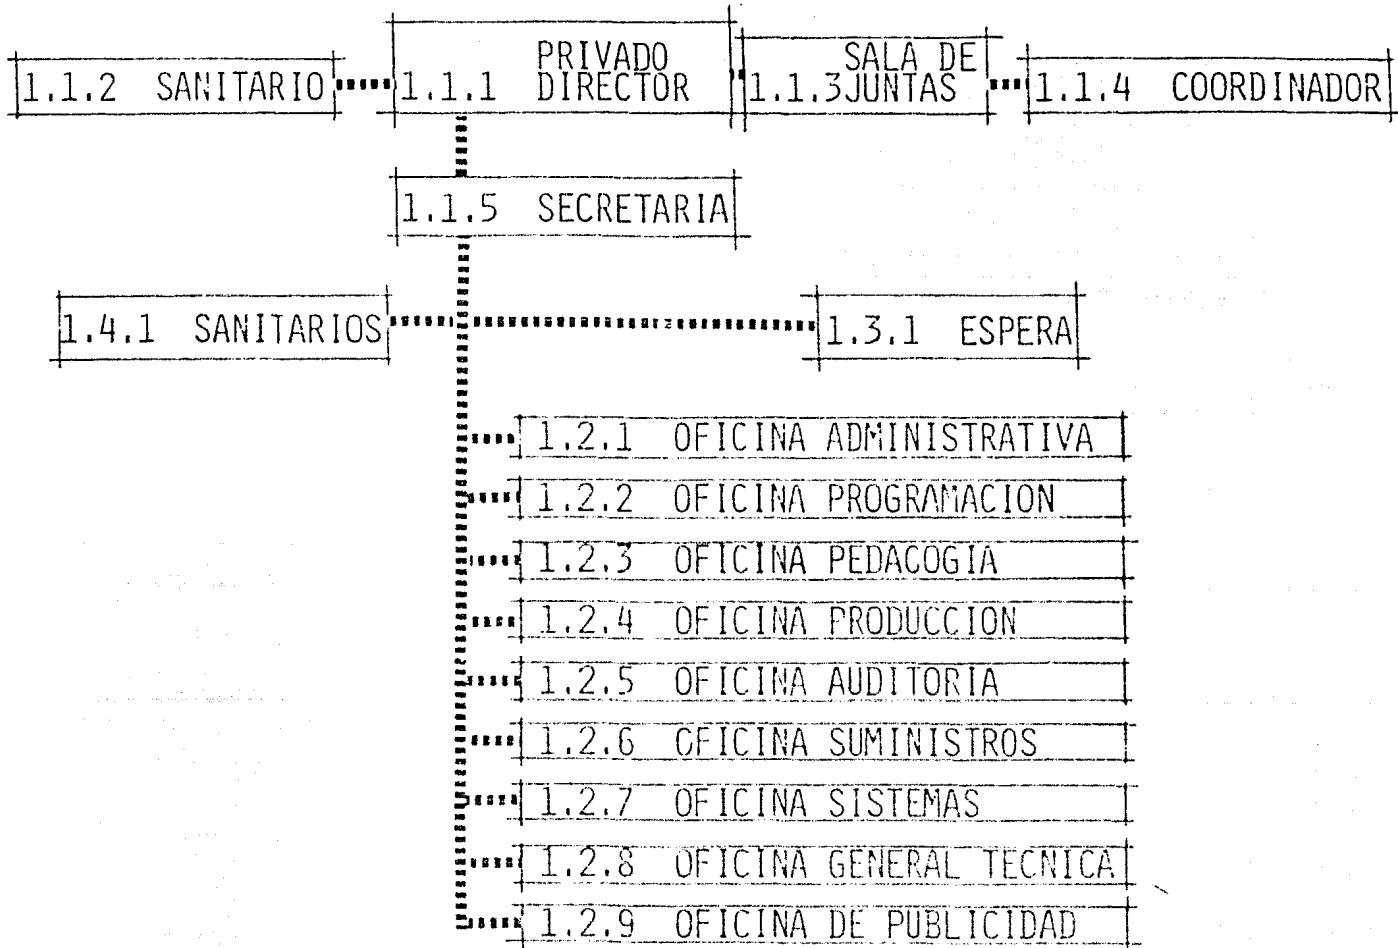 1.1.2 SANITARIO
1.1.1 PRIVADO
DIRECTOR
1.1.3 SALA DE
JUNTAS
1.1.4 COORDINADOR
1.1.5 SECRETARIA
1.4.1 SANITARIOS
1.3.1 ESPERA
1.2.1 OFICINA ADMINISTRATIVA
1.2.2 OFICINA PROGRAMACION
1.2.3 OFICINA PEDACOGIA
1.2.4 OFICINA PRODUCCION
1.2.5 OFICINA AUDITORIA
1.2.6 OFICINA SUMINISTROS
1.2.7 OFICINA SISTEMAS
1.2.8 OFICINA GENERAL TECNICA
1.2.9 OFICINA DE PUBLICIDAD